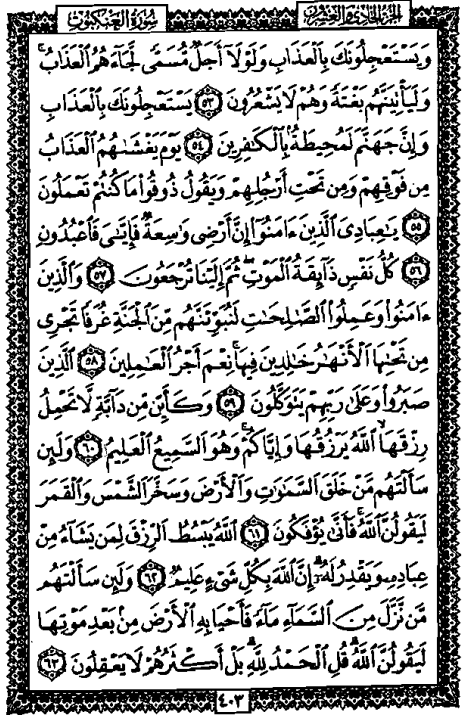 الجزء الحادي والعشرون
سورة العنكبوت
وَيَسْتَعْجِلُونَكَ بِالْعَذَابِ وَلَوْلَآ أَجَلٌ مُّسَمًّى لَّجَآءَهُمُ الْعَذَابُ ۚ
وَلَيَأْتِيَنَّهُم بَغْتَةً وَهُمْ لَا يَشْعُرُونَ ٥٣ يَسْتَعْجِلُونَكَ بِالْعَذَابِ
وَإِنَّ جَهَنَّمَ لَمُحِيطَةٌۢ بِالْكَٰفِرِينَ ٥٤ يَوْمَ يَغْشَىٰهُمُ الْعَذَابُ
مِن فَوْقِهِمْ وَمِن تَحْتِ أَرْجُلِهِمْ وَيَقُولُ ذُوقُوا۟ مَا كُنتُمْ تَعْمَلُونَ
٥٥ يَٰعِبَادِىَ الَّذِينَ ءَامَنُوٓا۟ إِنَّ أَرْضِى وَٰسِعَةٌ فَإِيَّٰىَ فَاعْبُدُونِ
٥٦ كُلُّ نَفْسٍ ذَآئِقَةُ الْمَوْتِ ۖ ثُمَّ إِلَيْنَا تُرْجَعُونَ ٥٧ وَالَّذِينَ
ءَامَنُوا۟ وَعَمِلُوا۟ الصَّٰلِحَٰتِ لَنُبَوِّئَنَّهُم مِّنَ الْجَنَّةِ غُرَفًا تَجْرِى
مِن تَحْتِهَا الْأَنْهَٰرُ خَٰلِدِينَ فِيهَا ۚ نِعْمَ أَجْرُ الْعَٰمِلِينَ ٥٨ الَّذِينَ
صَبَرُوا۟ وَعَلَىٰ رَبِّهِمْ يَتَوَكَّلُونَ ٥٩ وَكَأَيِّن مِّن دَآبَّةٍ لَّا تَحْمِلُ
رِزْقَهَا اللَّهُ يَرْزُقُهَا وَإِيَّاكُمْ ۚ وَهُوَ السَّمِيعُ الْعَلِيمُ ٦٠ وَلَئِن
سَأَلْتَهُم مَّنْ خَلَقَ السَّمَٰوَٰتِ وَالْأَرْضَ وَسَخَّرَ الشَّمْسَ وَالْقَمَرَ
لَيَقُولُنَّ اللَّهُ ۖ فَأَنَّىٰ يُؤْفَكُونَ ٦١ اللَّهُ يَبْسُطُ الرِّزْقَ لِمَن يَشَآءُ مِنْ
عِبَادِهِۦ وَيَقْدِرُ لَهُۥٓ ۚ إِنَّ اللَّهَ بِكُلِّ شَىْءٍ عَلِيمٌ ٦٢ وَلَئِن سَأَلْتَهُم
مَّن نَّزَّلَ مِنَ السَّمَآءِ مَآءً فَأَحْيَا بِهِ الْأَرْضَ مِنۢ بَعْدِ مَوْتِهَا
لَيَقُولُنَّ اللَّهُ ۚ قُلِ الْحَمْدُ لِلَّهِ ۚ بَلْ أَكْثَرُهُمْ لَا يَعْقِلُونَ ٦٣
٤٠٣